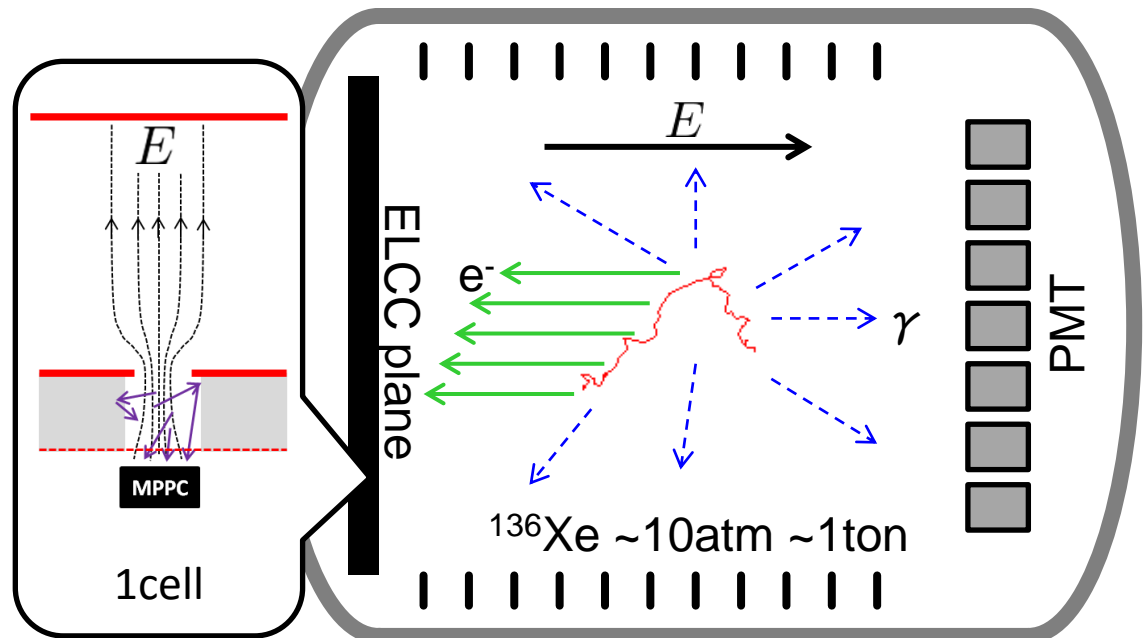 E
MPPC
1cell
ELCC plane
E
e⁻
γ
PMT
¹³⁶Xe ~10atm ~1ton